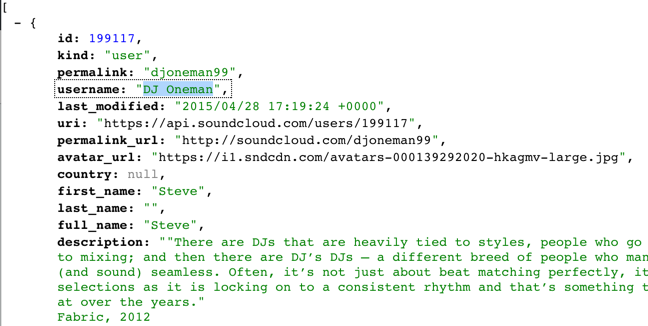 [
- {
id: 199117,
kind: "user",
permalink: "djoneman99",
username: "DJ Oneman",
last_modified: "2015/04/28 17:19:24 +0000",
uri: "https://api.soundcloud.com/users/199117",
permalink_url: "http://soundcloud.com/djoneman99",
avatar_url: "https://i1.sndcdn.com/avatars-000139292020-hkagmv-large.jpg",
country: null,
first_name: "Steve",
last_name: "",
full_name: "Steve",
description: ""There are DJs that are heavily tied to styles, people who go
to mixing; and then there are DJ’s DJs – a different breed of people who man
(and sound) seamless. Often, it’s not just about beat matching perfectly, it
selections as it is locking on to a consistent rhythm and that’s something t
at over the years."
Fabric, 2012